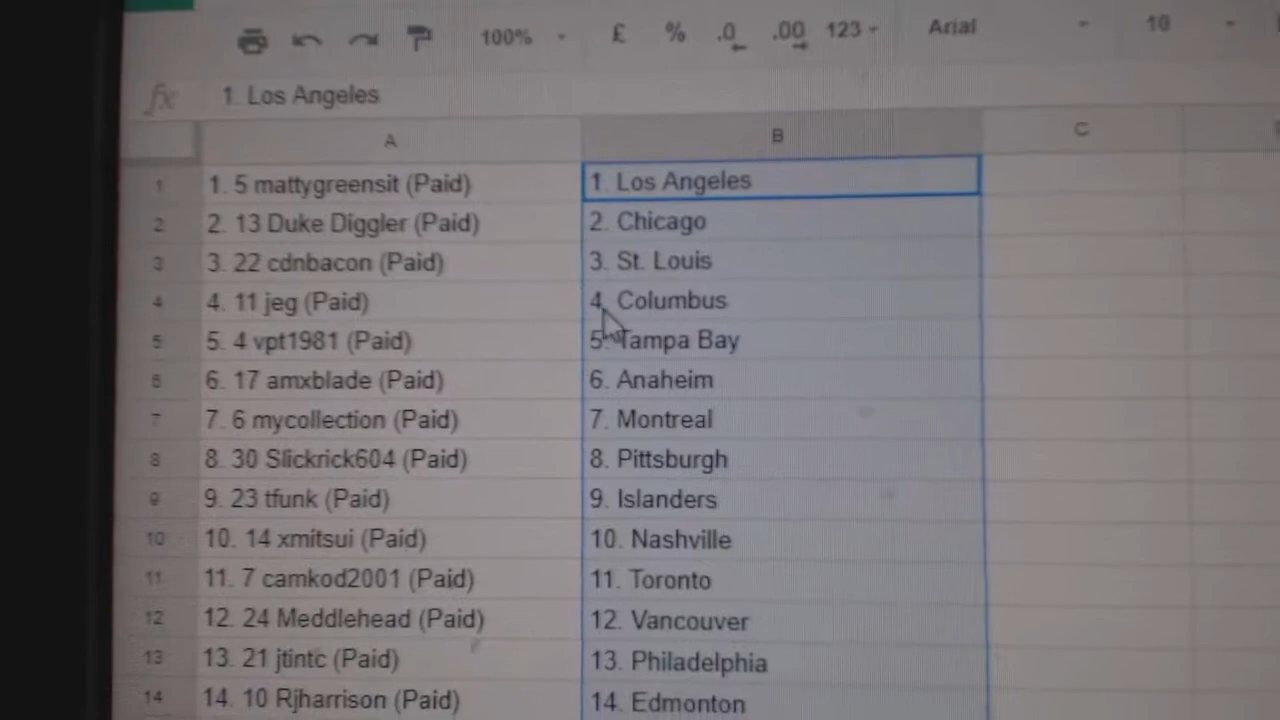 100% £ % .0 .00 123 Arial 10
fx 1. Los Angeles
A B C
1 1. 5 mattygreensit (Paid) 1. Los Angeles
2 2. 13 Duke Diggler (Paid) 2. Chicago
3 3. 22 cdnbacon (Paid) 3. St. Louis
4 4. 11 jeg (Paid) 4. Columbus
5 5. 4 vpt1981 (Paid) 5. Tampa Bay
6 6. 17 amxblade (Paid) 6. Anaheim
7 7. 6 mycollection (Paid) 7. Montreal
8 8. 30 Slickrick604 (Paid) 8. Pittsburgh
9 9. 23 tfunk (Paid) 9. Islanders
10 10. 14 xmitsui (Paid) 10. Nashville
11 11. 7 camkod2001 (Paid) 11. Toronto
12 12. 24 Meddlehead (Paid) 12. Vancouver
13 13. 21 jtintc (Paid) 13. Philadelphia
14 14. 10 Rjharrison (Paid) 14. Edmonton